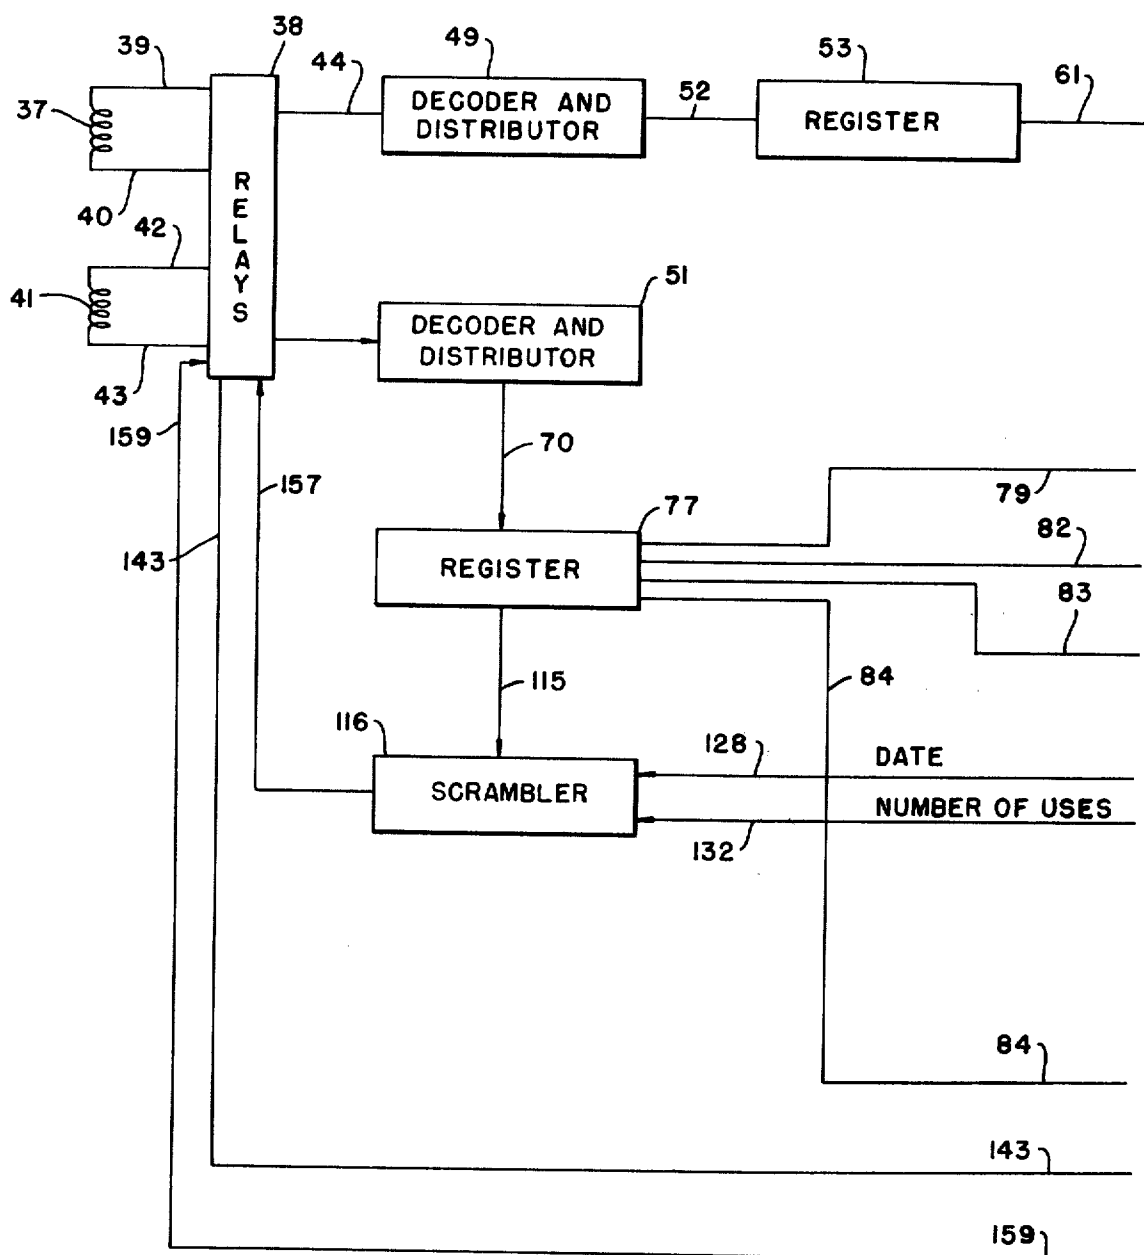 38
39
44
49
53
61
37
DECODER AND
DISTRIBUTOR
52
REGISTER
40
RELAYS
42
41
51
DECODER AND
DISTRIBUTOR
43
159
70
157
79
77
82
143
REGISTER
83
115
84
116
128
DATE
SCRAMBLER
NUMBER OF USES
132
84
143
159